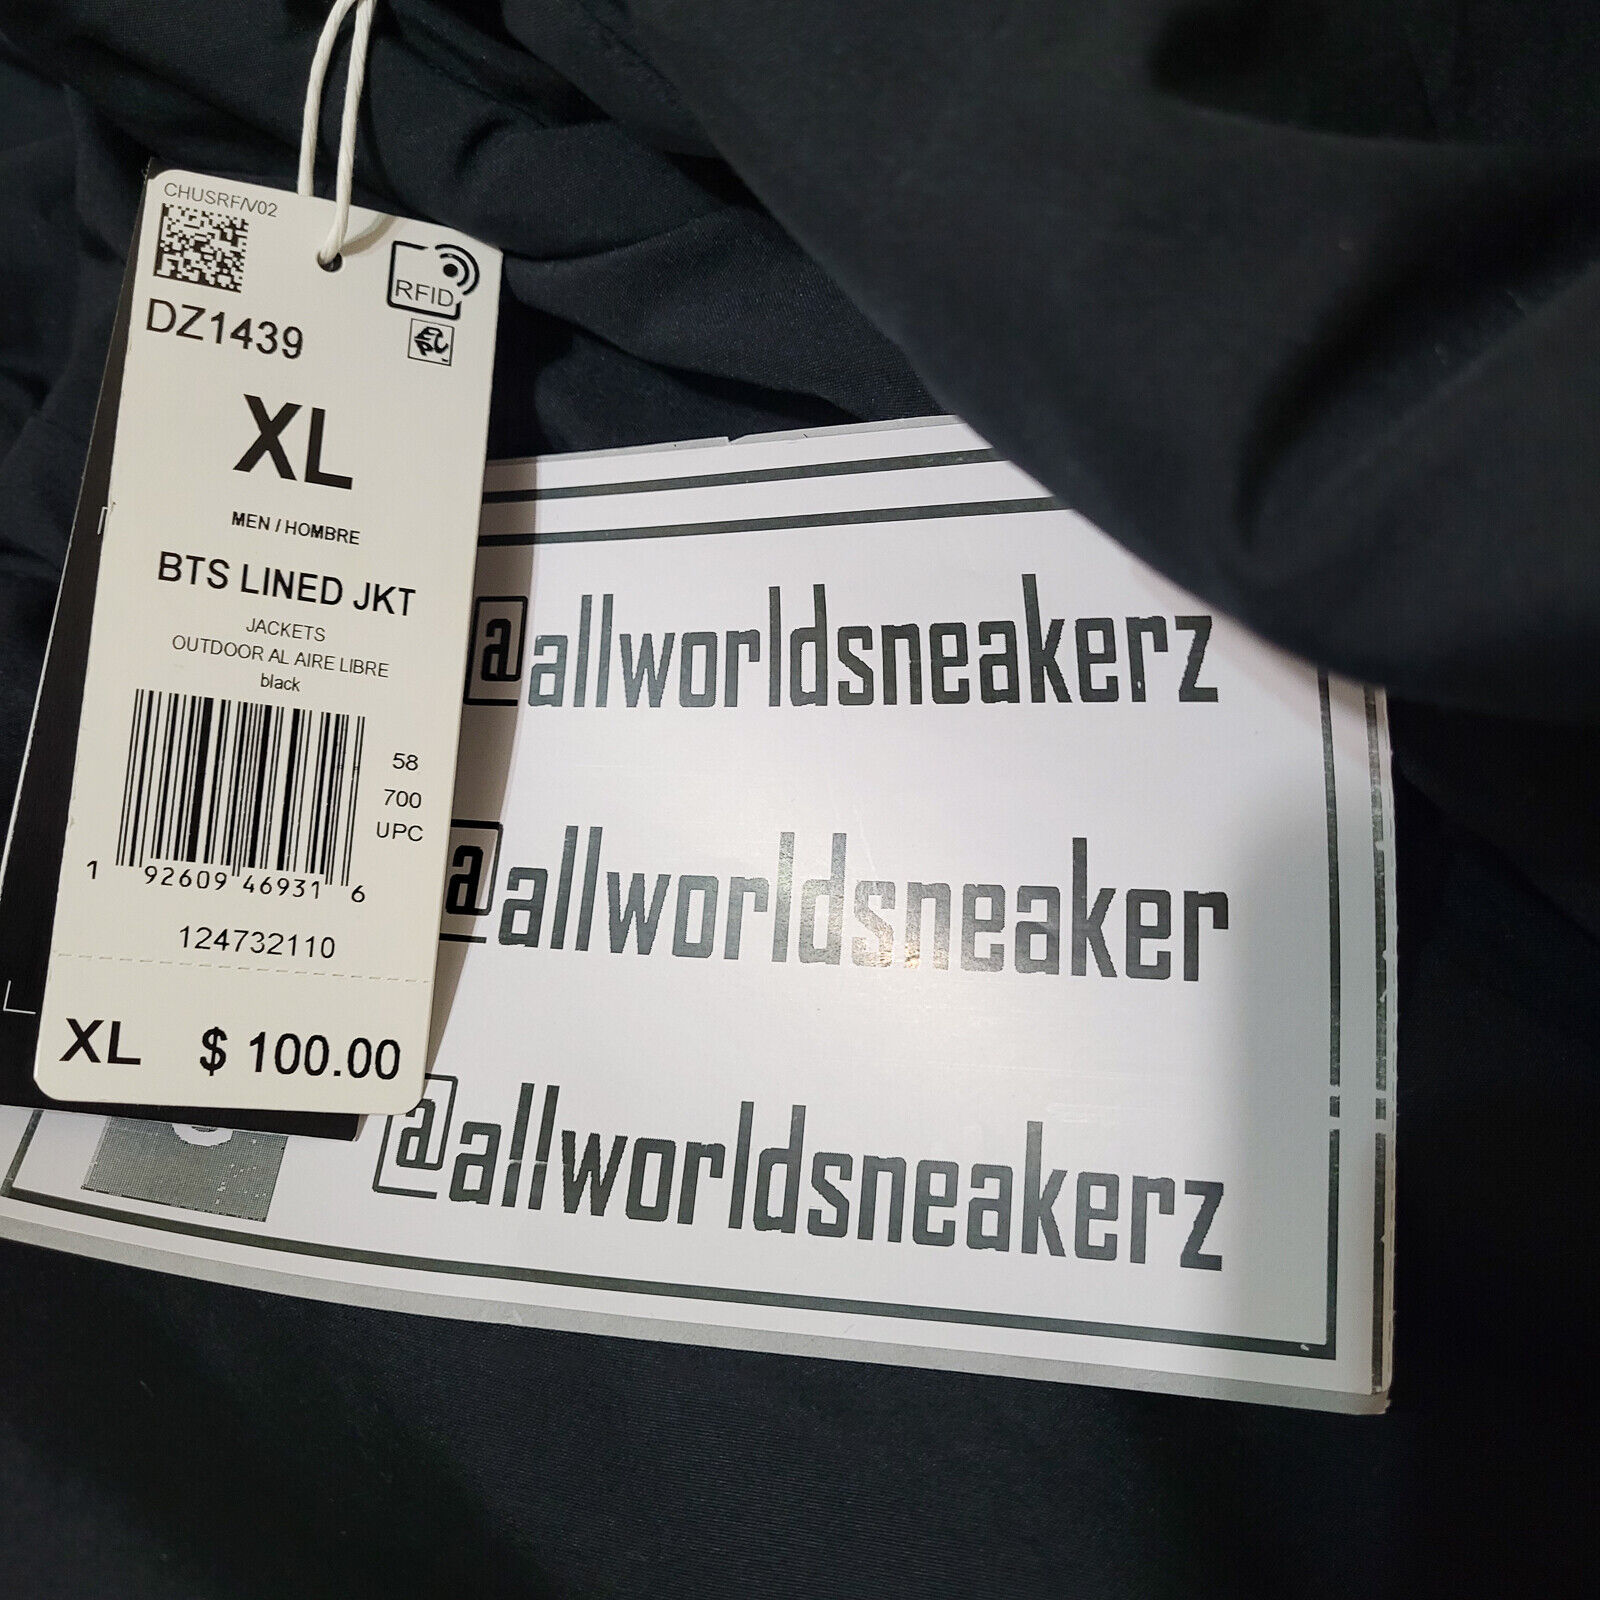 CHUSRF/V02
RFID
DZ1439
EPC
XL
MEN / HOMBRE
BTS LINED JKT
JACKETS
OUTDOOR AL AIRE LIBRE
black
58
700
UPC
1 92609 46931 6
124732110
XL $ 100.00
@allworldsneakerz
@allworldsneaker
@allworldsneakerz